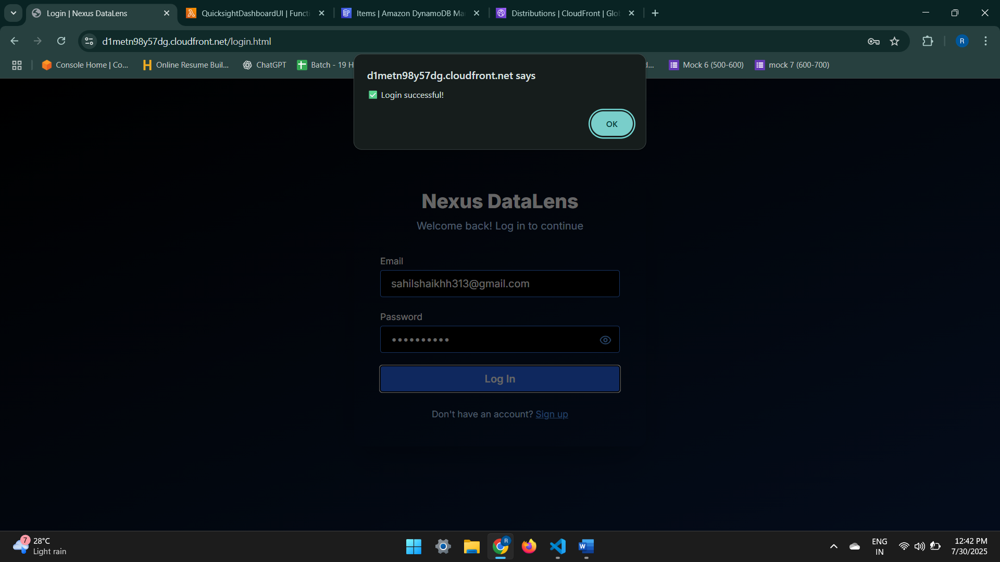 Login | Nexus DataLens
QuicksightDashboardUI | Functi
Items | Amazon DynamoDB Ma
Distributions | CloudFront | Glo
d1metn98y57dg.cloudfront.net/login.html
R
Console Home | Co...
Online Resume Buil...
ChatGPT
Batch - 19 H
d...
Mock 6 (500-600)
mock 7 (600-700)
d1metn98y57dg.cloudfront.net says
✅ Login successful!
OK
Nexus DataLens
Welcome back! Log in to continue
Email
sahilshaikhh313@gmail.com
Password
••••••••••
Log In
Don't have an account? Sign up
7
28°C
Light rain
R
W
ENG
IN
12:42 PM
7/30/2025